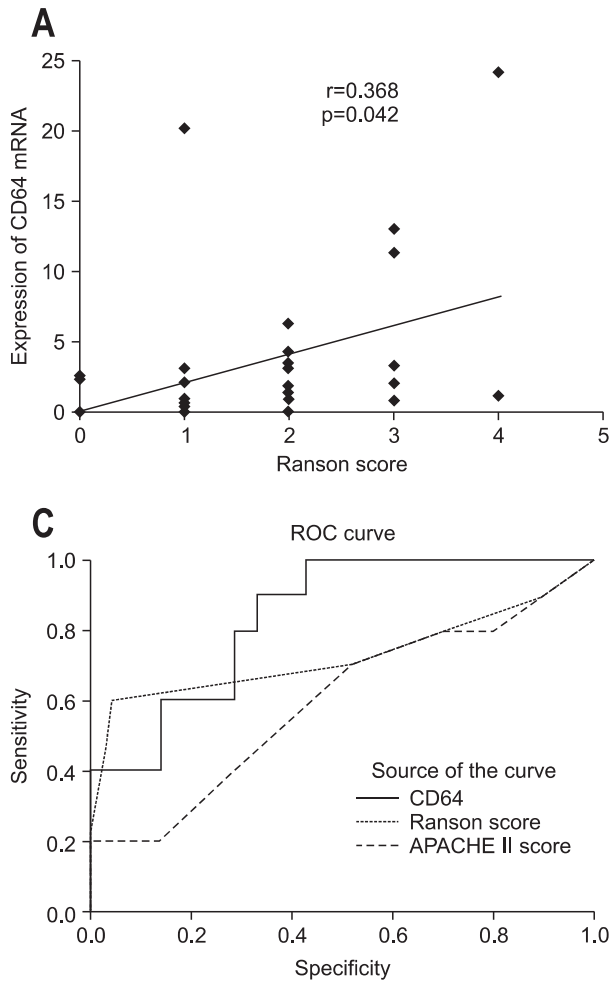 A
25
20
15
10
5
0
Expression of CD64 mRNA
r=0.368
p=0.042
0 1 2 3 4 5
Ranson score
C
ROC curve
1.0
0.8
0.6
0.4
0.2
0.0
Sensitivity
Source of the curve
CD64
Ranson score
APACHE II score
0.0 0.2 0.4 0.6 0.8 1.0
Specificity